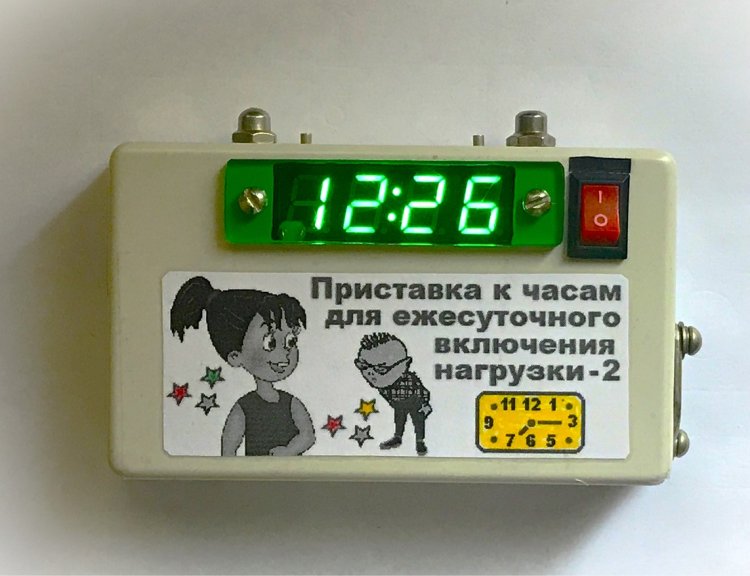 12:26
I
O
Приставка к часам
для ежесуточного
включения
нагрузки-2
11 12 1
9 3
7 6 5